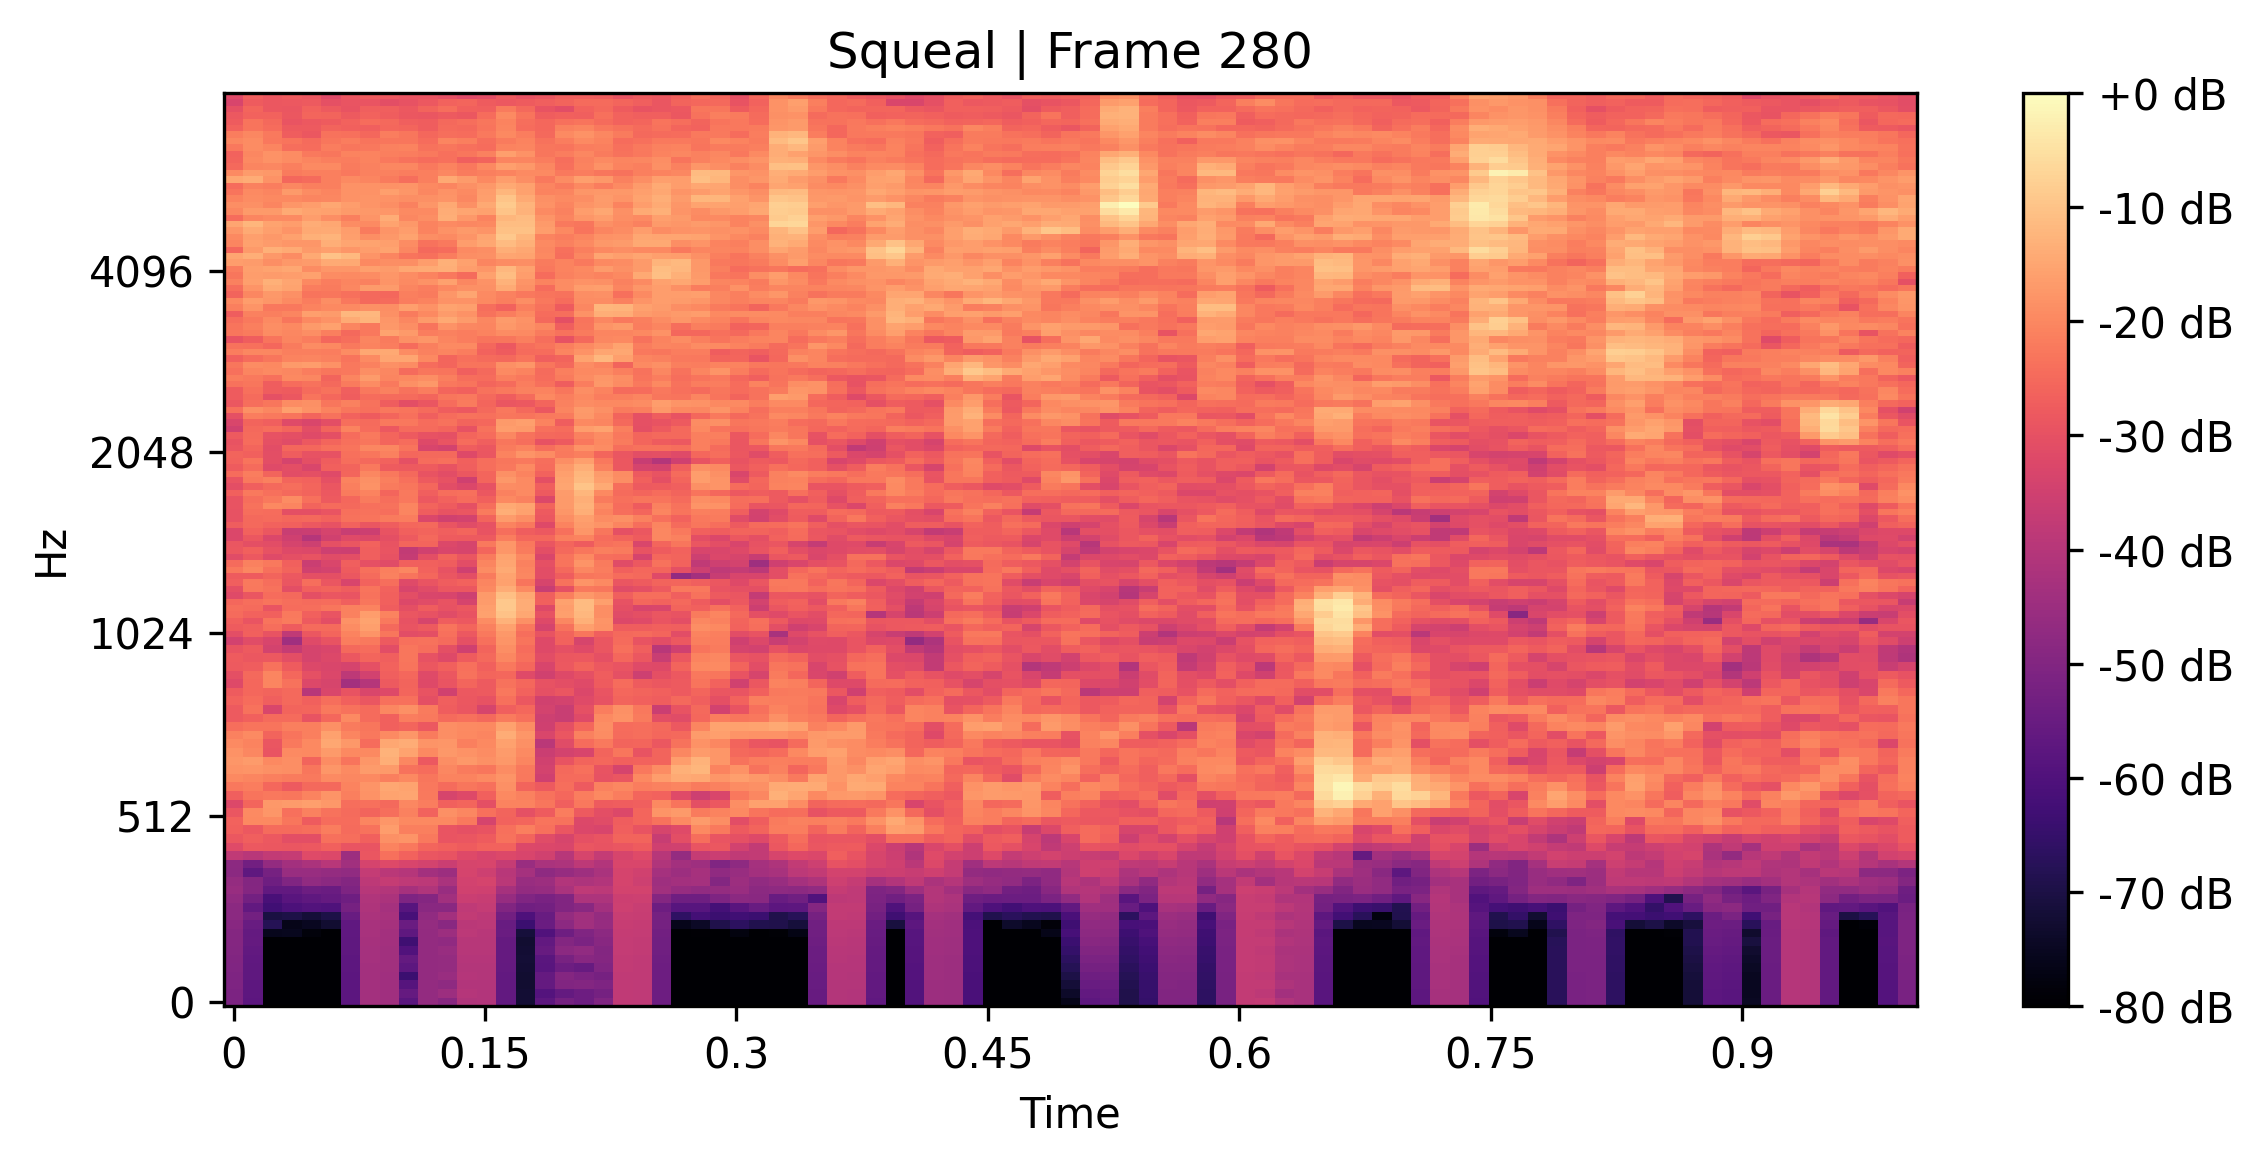 Squeal | Frame 280
+0 dB
-10 dB
-20 dB
-30 dB
-40 dB
-50 dB
-60 dB
-70 dB
-80 dB
Hz
4096
2048
1024
512
0
0 0.15 0.3 0.45 0.6 0.75 0.9
Time